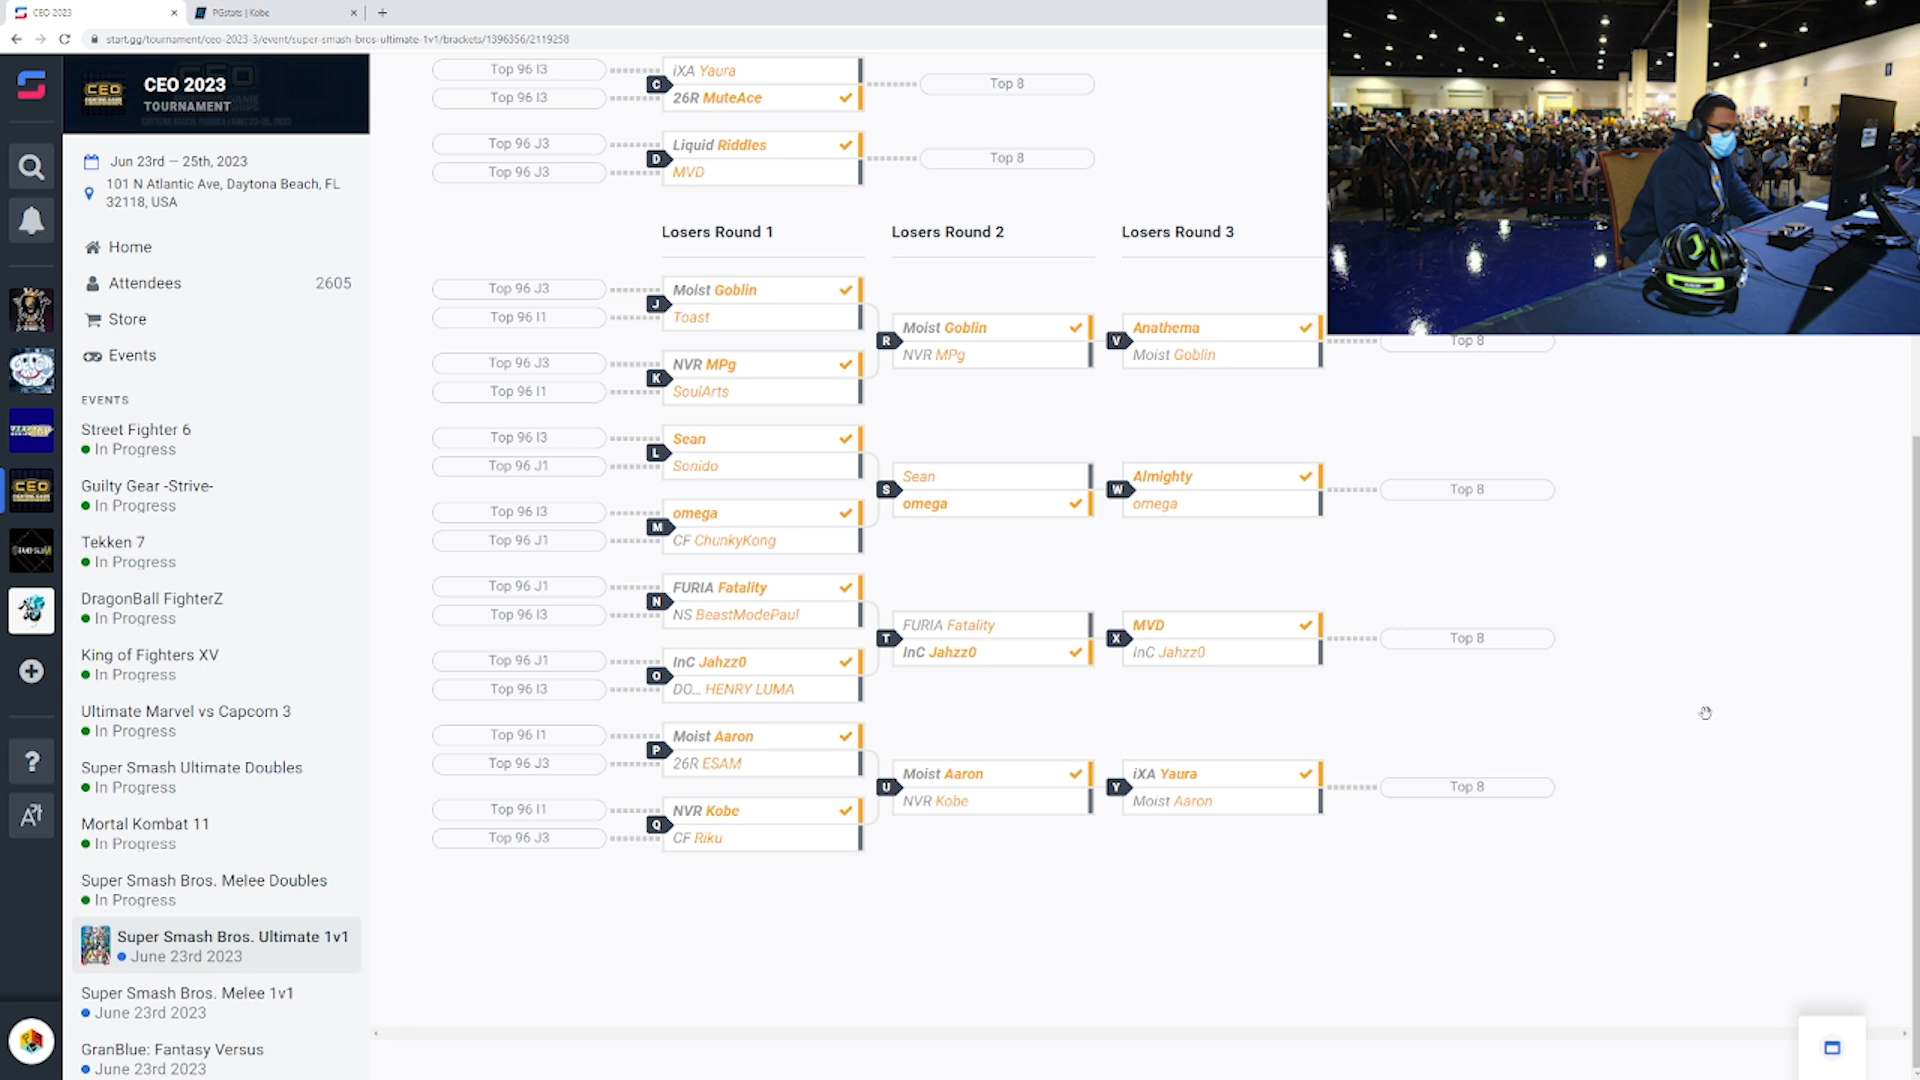 CEO 2023
PGstats | Kobe
start.gg/tournament/ceo-2023-3/event/super-smash-bros-ultimate-1v1/brackets/1396356/2119258
CEO 2023
TOURNAMENT
CEO
Jun 23rd — 25th, 2023
101 N Atlantic Ave, Daytona Beach, FL
32118, USA
Home
Attendees 2605
Store
Events
EVENTS
Street Fighter 6
In Progress
Guilty Gear -Strive-
In Progress
Tekken 7
In Progress
DragonBall FighterZ
In Progress
King of Fighters XV
In Progress
Ultimate Marvel vs Capcom 3
In Progress
Super Smash Ultimate Doubles
In Progress
Mortal Kombat 11
In Progress
Super Smash Bros. Melee Doubles
In Progress
Super Smash Bros. Ultimate 1v1
June 23rd 2023
Super Smash Bros. Melee 1v1
June 23rd 2023
GranBlue: Fantasy Versus
June 23rd 2023
CEO
?
Top 96 I3
Top 96 I3
C
iXA Yaura
26R MuteAce
Top 8
Top 96 J3
Top 96 J3
D
Liquid Riddles
MVD
Top 8
Losers Round 1
Losers Round 2
Losers Round 3
Top 96 J3
Top 96 I1
J
Moist Goblin
Toast
Top 96 J3
Top 96 I1
K
NVR MPg
SoulArts
Top 96 I3
Top 96 J1
L
Sean
Sonido
Top 96 I3
Top 96 J1
M
omega
CF ChunkyKong
Top 96 J1
Top 96 I3
N
FURIA Fatality
NS BeastModePaul
Top 96 J1
Top 96 I3
O
InC Jahzz0
DO... HENRY LUMA
Top 96 I1
Top 96 J3
P
Moist Aaron
26R ESAM
Top 96 I1
Top 96 J3
Q
NVR Kobe
CF Riku
R
Moist Goblin
NVR MPg
S
Sean
omega
T
FURIA Fatality
InC Jahzz0
U
Moist Aaron
NVR Kobe
V
Anathema
Moist Goblin
Top 8
W
Almighty
omega
Top 8
X
MVD
InC Jahzz0
Top 8
Y
iXA Yaura
Moist Aaron
Top 8